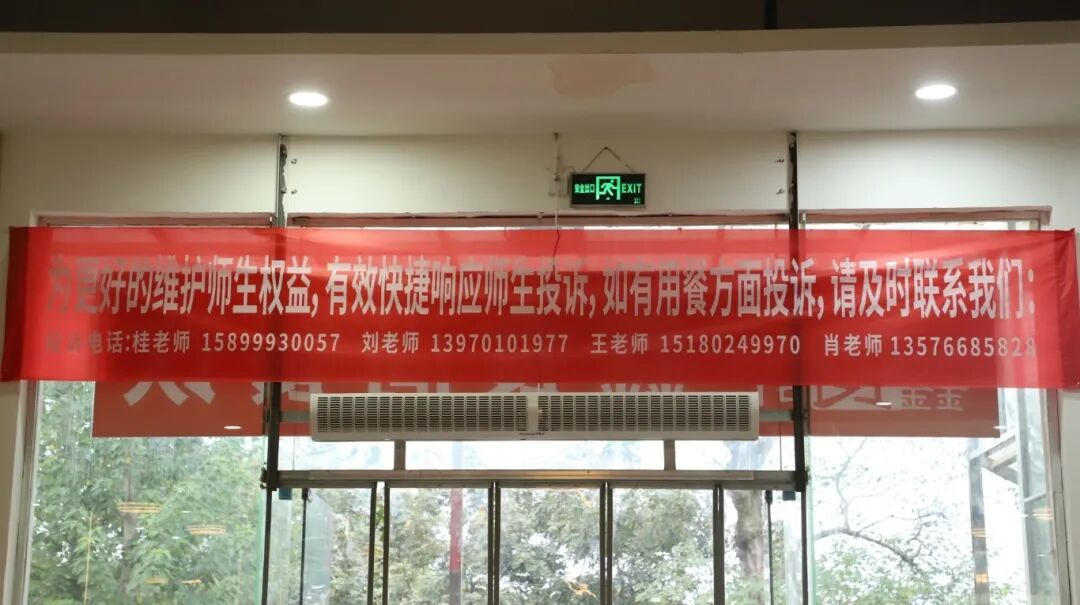 安全出口 EXIT
为更好的维护师生权益,有效快捷响应师生投诉,如有用餐方面投诉,请及时联系我们:
投诉电话:桂老师 15899930057 刘老师 13970101977 王老师 15180249970 肖老师 13576685828